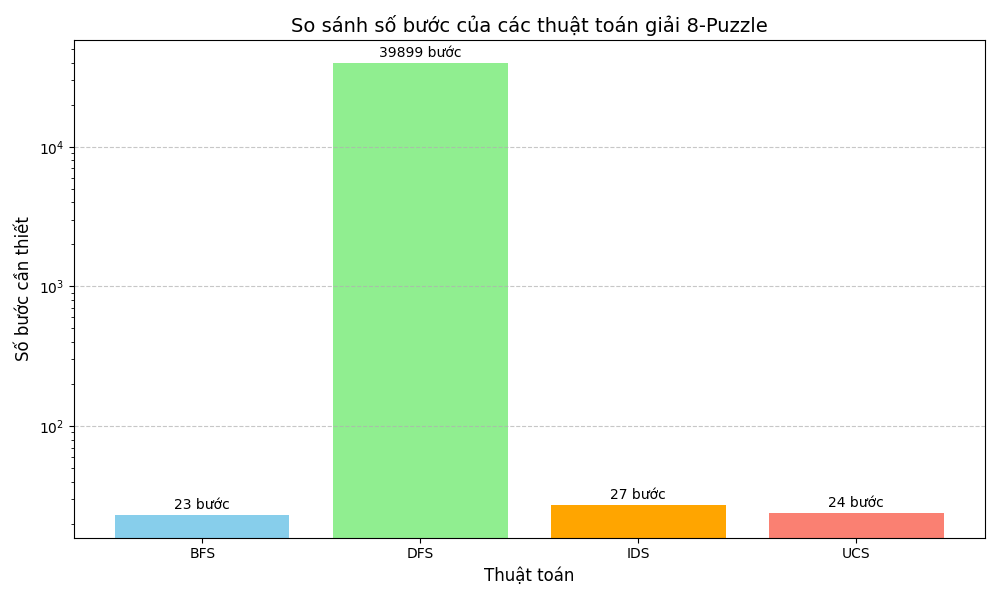 So sánh số bước của các thuật toán giải 8-Puzzle
39899 bước
10⁴
10³
10²
Số bước cần thiết
23 bước
27 bước
24 bước
BFS
DFS
IDS
UCS
Thuật toán